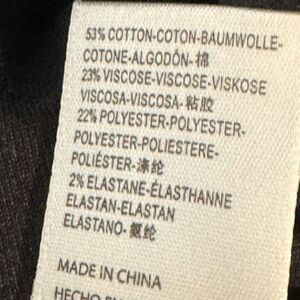 53% COTTON-COTON-BAUMWOLLE-
COTONE-ALGODÓN-棉
23% VISCOSE-VISCOSE-VISKOSE
VISCOSA-VISCOSA-粘胶
22% POLYESTER-POLYESTER-
POLYESTER-POLIESTERE-
POLIÉSTER-涤纶
2% ELASTANE-ÉLASTHANNE
ELASTAN-ELASTAN
ELASTANO-氨纶
MADE IN CHINA
HECHO